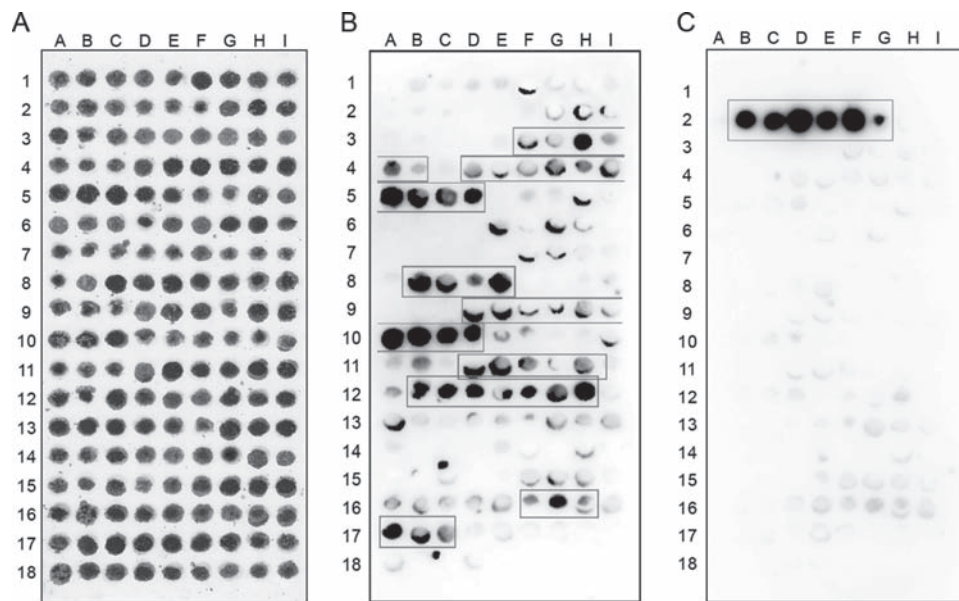 A B C
A B C D E F G H I
A B C D E F G H I
A B C D E F G H I
1 1 1
2 2 2
3 3 3
4 4 4
5 5 5
6 6 6
7 7 7
8 8 8
9 9 9
10 10 10
11 11 11
12 12 12
13 13 13
14 14 14
15 15 15
16 16 16
17 17 17
18 18 18